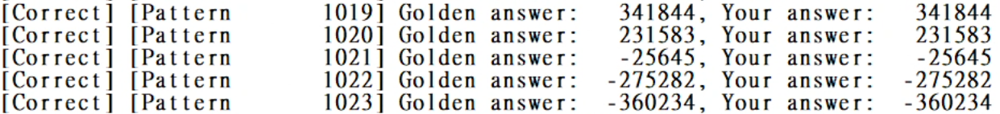 [Correct] [Pattern        1019] Golden answer:   341844, Your answer:   341844
[Correct] [Pattern        1020] Golden answer:   231583, Your answer:   231583
[Correct] [Pattern        1021] Golden answer:   -25645, Your answer:   -25645
[Correct] [Pattern        1022] Golden answer:  -275282, Your answer:  -275282
[Correct] [Pattern        1023] Golden answer:  -360234, Your answer:  -360234